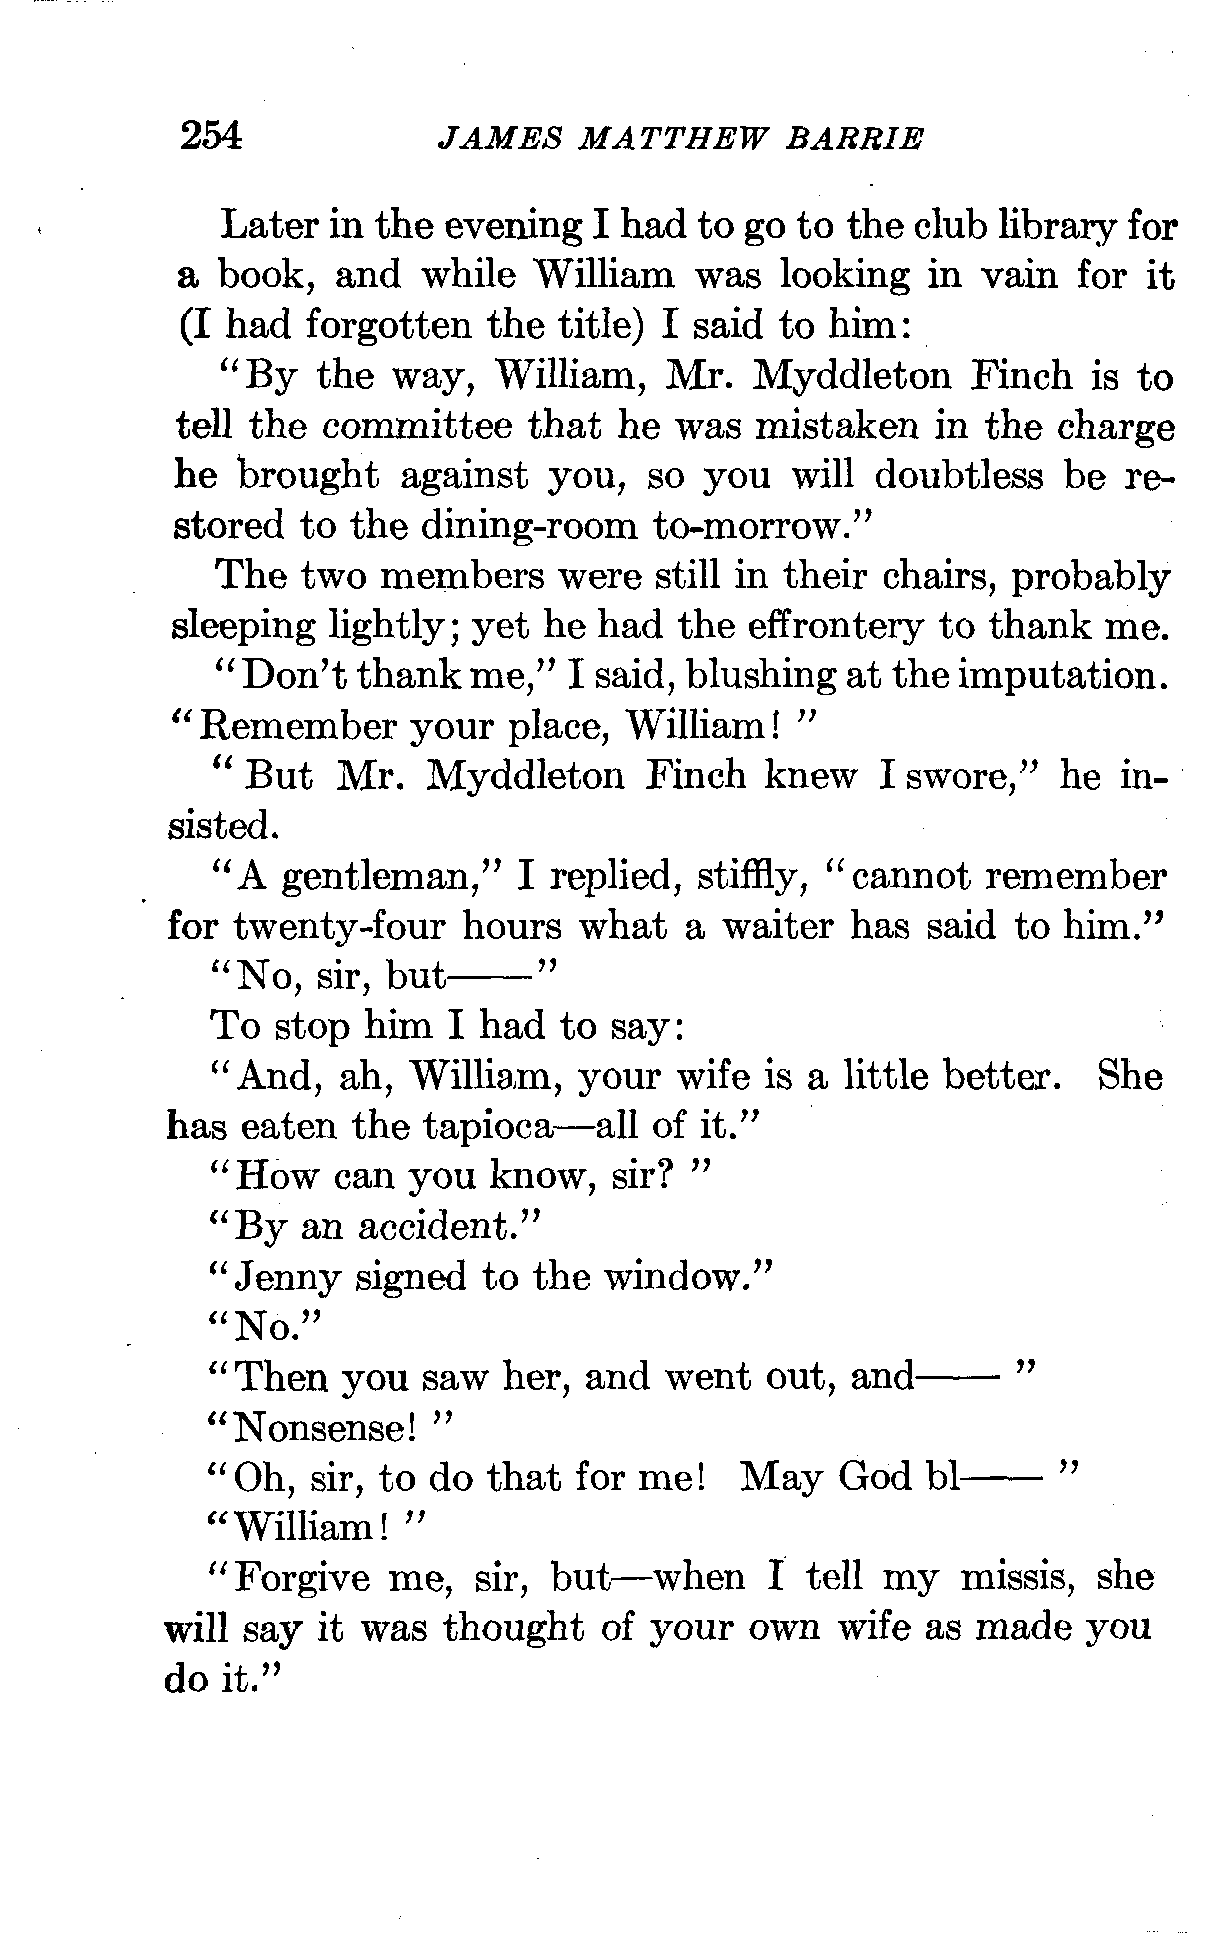 254 JAMES MATTHEW BARRIE
Later in the evening I had to go to the club library for
a book, and while William was looking in vain for it
(I had forgotten the title) I said to him:
"By the way, William, Mr. Myddleton Finch is to
tell the committee that he was mistaken in the charge
he brought against you, so you will doubtless be re-
stored to the dining-room to-morrow."
The two members were still in their chairs, probably
sleeping lightly; yet he had the effrontery to thank me.
"Don't thank me," I said, blushing at the imputation.
"Remember your place, William!"
"But Mr. Myddleton Finch knew I swore," he in-
sisted.
"A gentleman," I replied, stiffly, "cannot remember
for twenty-four hours what a waiter has said to him."
"No, sir, but——"
To stop him I had to say:
"And, ah, William, your wife is a little better. She
has eaten the tapioca—all of it."
"How can you know, sir?"
"By an accident."
"Jenny signed to the window."
"No."
"Then you saw her, and went out, and——"
"Nonsense!"
"Oh, sir, to do that for me! May God bl——"
"William!"
"Forgive me, sir, but—when I tell my missis, she
will say it was thought of your own wife as made you
do it."